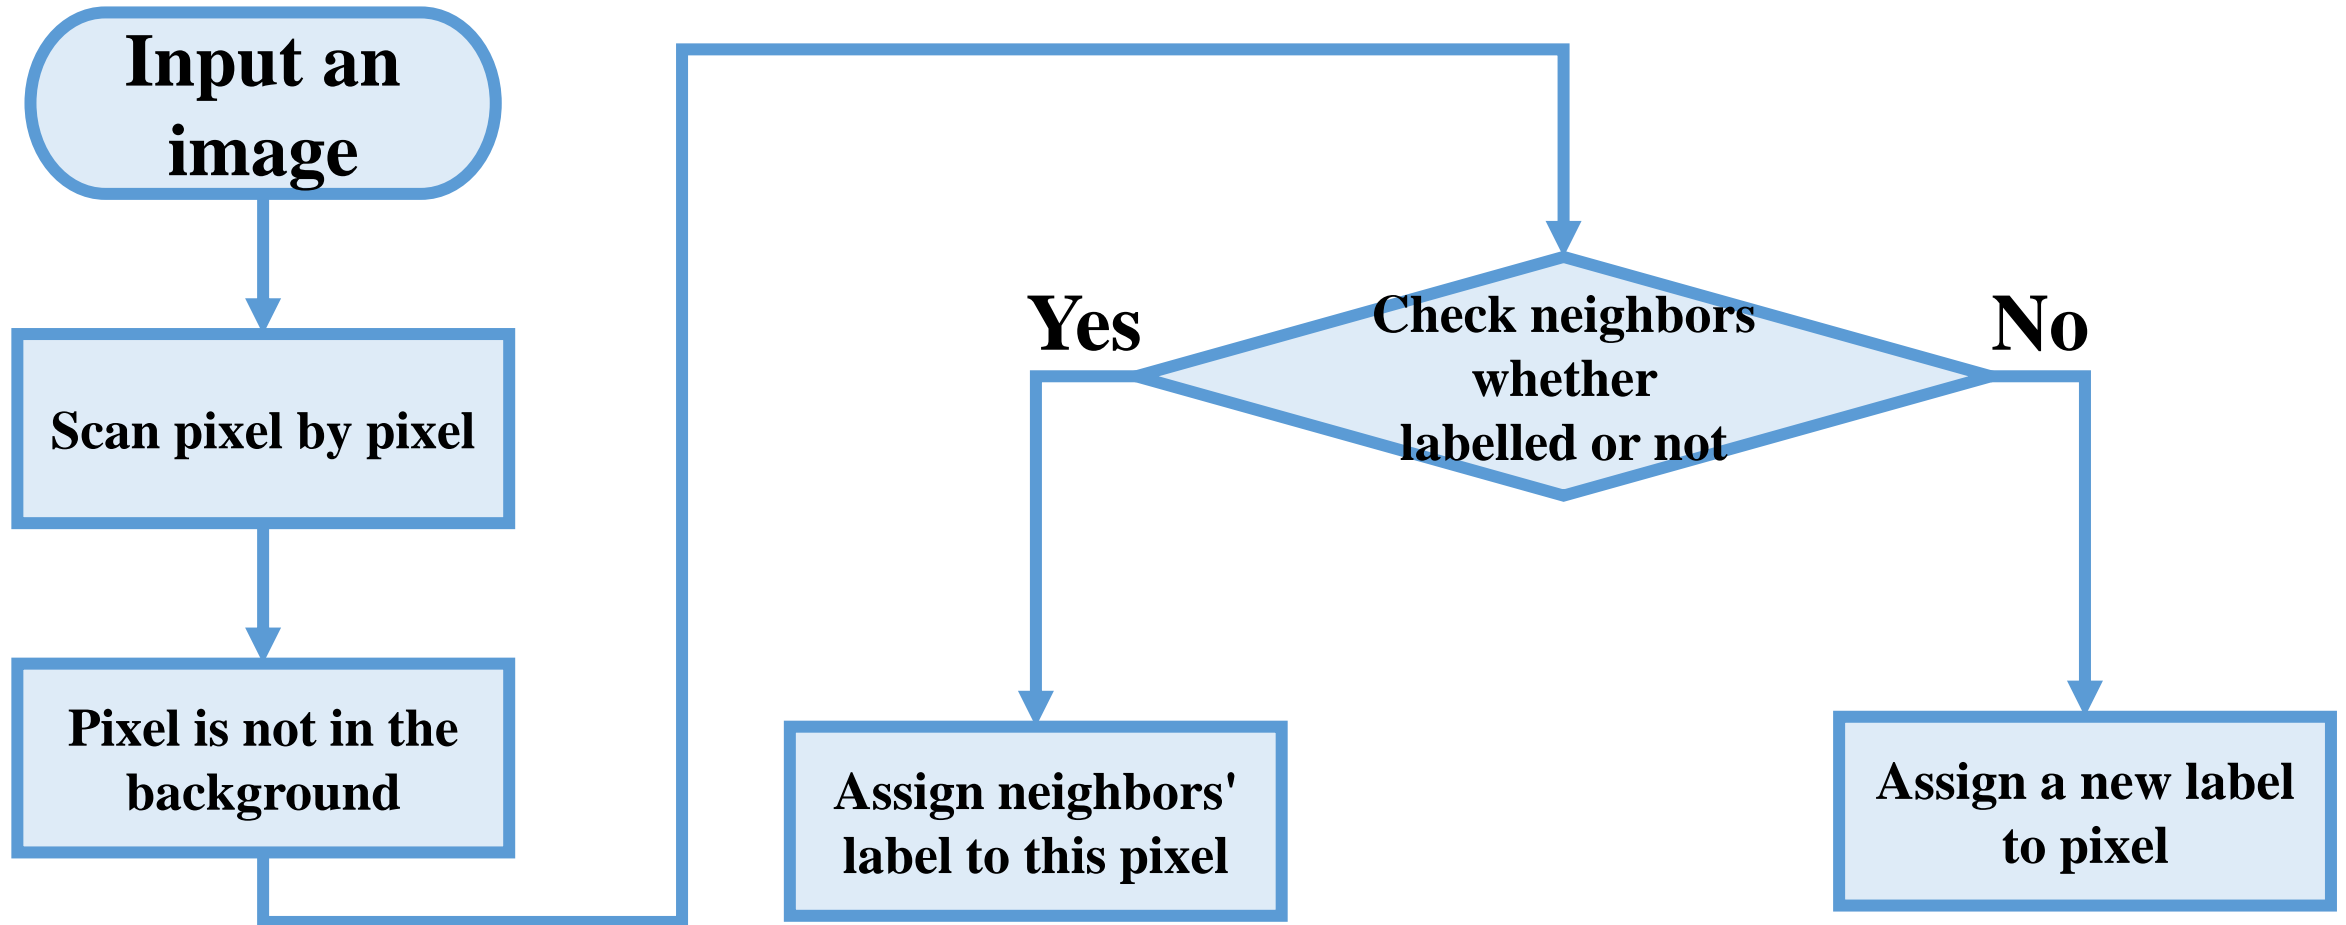 Input an
image
Scan pixel by pixel
Pixel is not in the
background
Check neighbors
whether
labelled or not
Yes
No
Assign neighbors'
label to this pixel
Assign a new label
to pixel